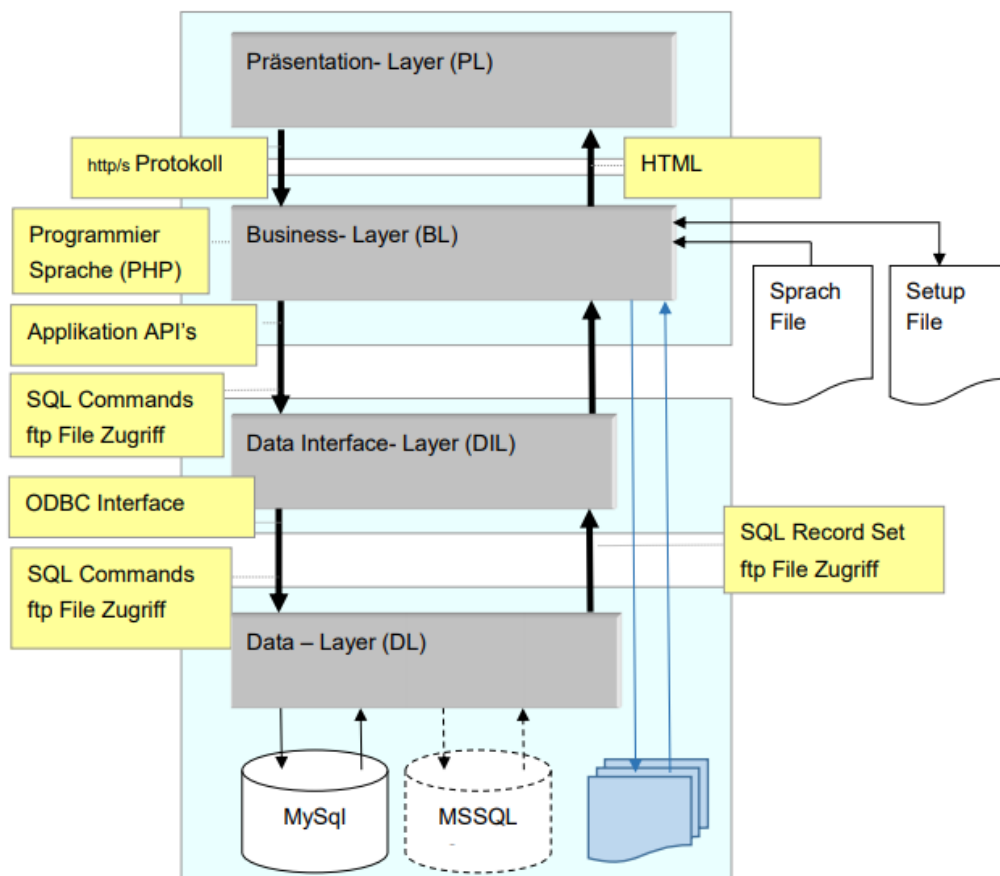 Präsentation- Layer (PL)
http/s Protokoll
HTML
Programmier
Sprache (PHP)
Business- Layer (BL)
Sprach
File
Setup
File
Applikation API's
SQL Commands
ftp File Zugriff
Data Interface- Layer (DIL)
ODBC Interface
SQL Record Set
ftp File Zugriff
SQL Commands
ftp File Zugriff
Data – Layer (DL)
MySql
MSSQL